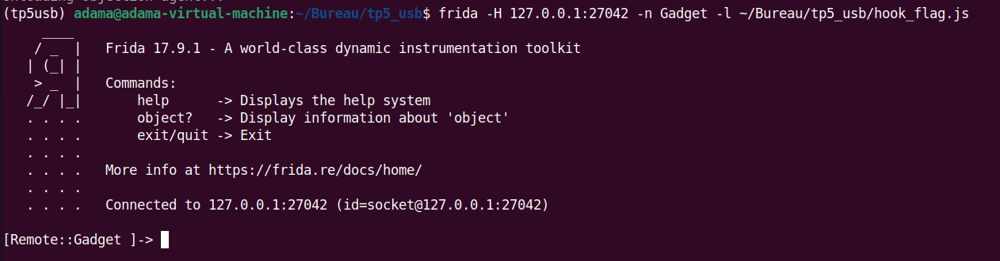 (tp5usb) adama@adama-virtual-machine:~/Bureau/tp5_usb$ frida -H 127.0.0.1:27042 -n Gadget -l ~/Bureau/tp5_usb/hook_flag.js
     ____
    / _  |   Frida 17.9.1 - A world-class dynamic instrumentation toolkit
   | (_| |
    > _  |   Commands:
   /_/ |_|       help      -> Displays the help system
   . . . .       object?   -> Display information about 'object'
   . . . .       exit/quit -> Exit
   . . . .
   . . . .   More info at https://frida.re/docs/home/
   . . . .
   . . . .   Connected to 127.0.0.1:27042 (id=socket@127.0.0.1:27042)
[Remote::Gadget ]->